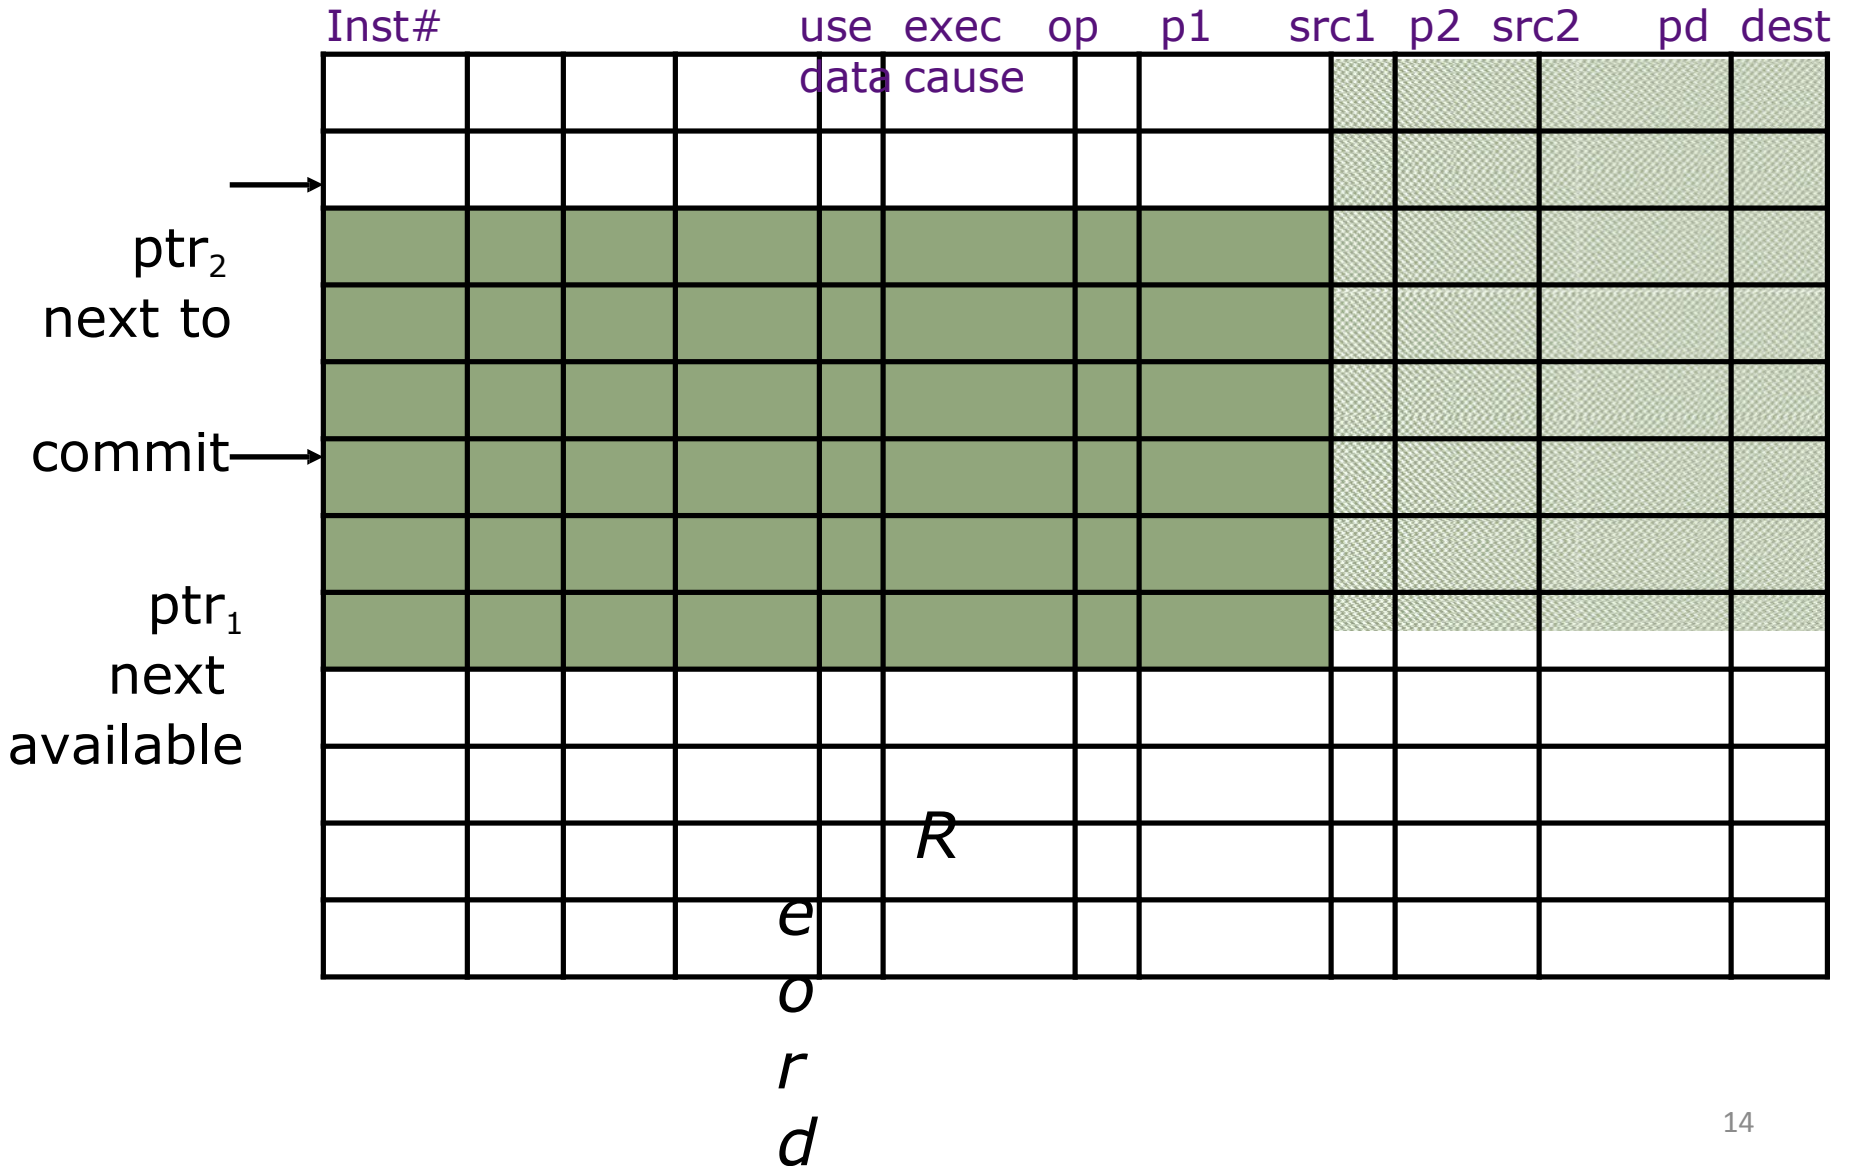 Inst# use exec op p1 src1 p2 src2 pd dest
data cause
ptr2
next to
commit
ptr1
next
available
R
e
o
r
d
14